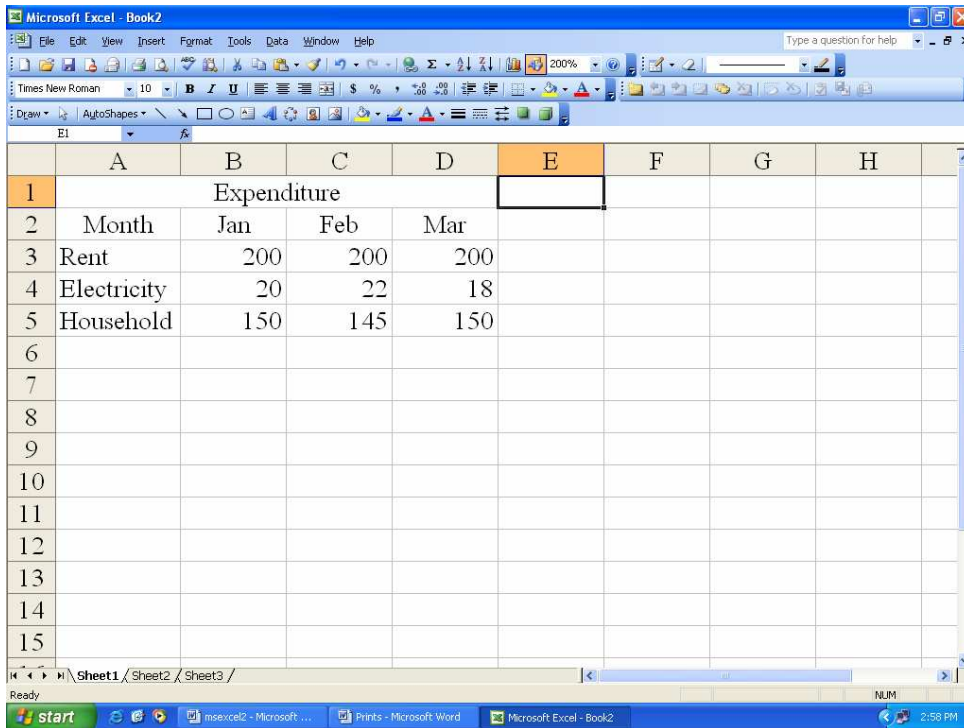 Microsoft Excel - Book2
File Edit View Insert Format Tools Data Window Help Type a question for help
200%
Times New Roman 10 B I U $ % ,
Draw AutoShapes
E1 fx
A B C D E F G H
1 Expenditure
2 Month Jan Feb Mar
3 Rent 200 200 200
4 Electricity 20 22 18
5 Household 150 145 150
6
7
8
9
10
11
12
13
14
15
Sheet1 Sheet2 Sheet3
Ready NUM
start msexcel2 - Microsoft ... Prints - Microsoft Word Microsoft Excel - Book2 2:58 PM